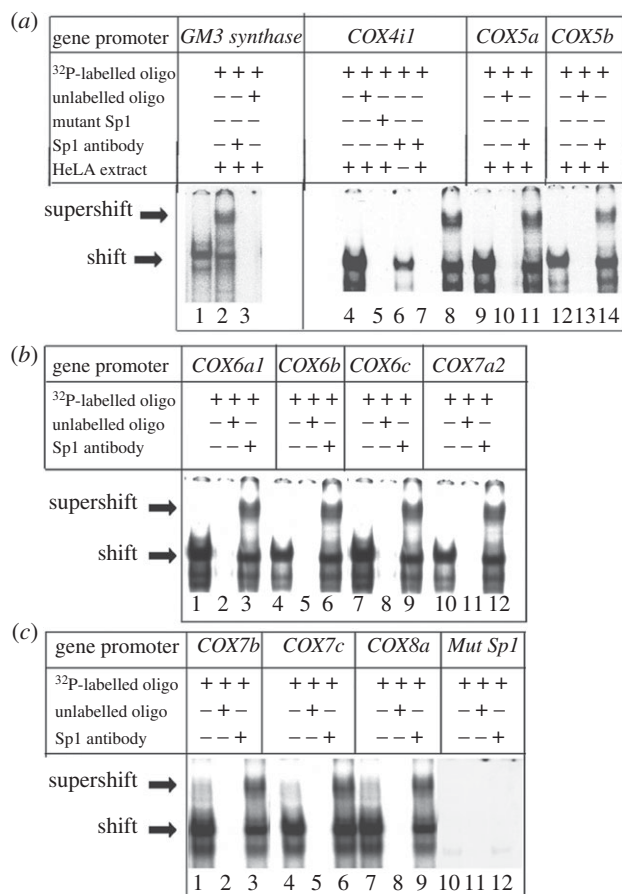 (a)
gene promoter GM3 synthase COX4i1 COX5a COX5b
³²P-labelled oligo +++ +++++ +++ +++
unlabelled oligo ––+ –+––– –+– –+–
mutant Sp1 ––– ––+–– ––– –––
Sp1 antibody –+– –––++ ––+ ––+
HeLA extract +++ +++–+ +++ +++
supershift
shift
1 2 3 4 5 6 7 8 9 10 11 12 13 14
(b)
gene promoter COX6a1 COX6b COX6c COX7a2
³²P-labelled oligo +++ +++ +++ +++
unlabelled oligo –+– –+– –+– –+–
Sp1 antibody ––+ ––+ ––+ ––+
supershift
shift
1 2 3 4 5 6 7 8 9 10 11 12
(c)
gene promoter COX7b COX7c COX8a Mut Sp1
³²P-labelled oligo +++ +++ +++ +++
unlabelled oligo –+– –+– –+– –+–
Sp1 antibody ––+ ––+ ––+ ––+
supershift
shift
1 2 3 4 5 6 7 8 9 10 11 12